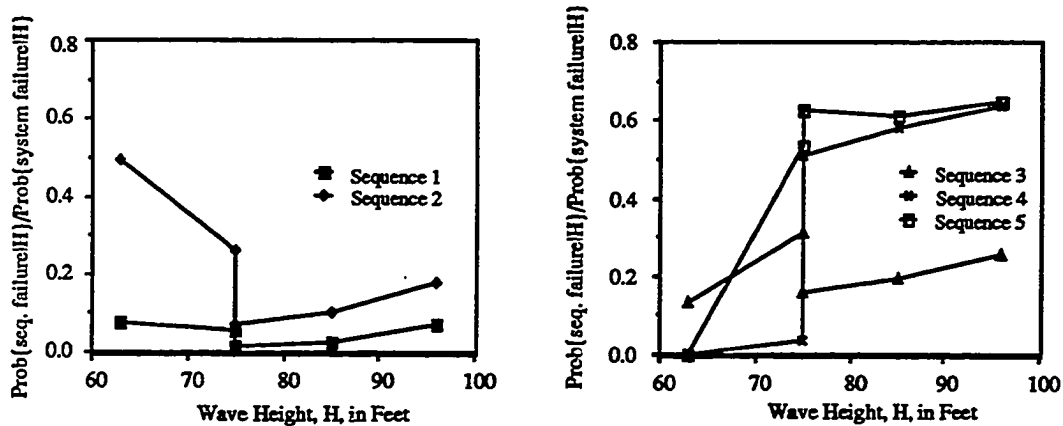 Prob{seq. failure|H}/Prob{system failure|H}
0.8
0.6
0.4
0.2
0.0
Sequence 1
Sequence 2
60 70 80 90 100
Wave Height, H, in Feet
Prob{seq. failure|H}/Prob{system failure|H}
0.8
0.6
0.4
0.2
0.0
Sequence 3
Sequence 4
Sequence 5
60 70 80 90 100
Wave Height, H, in Feet